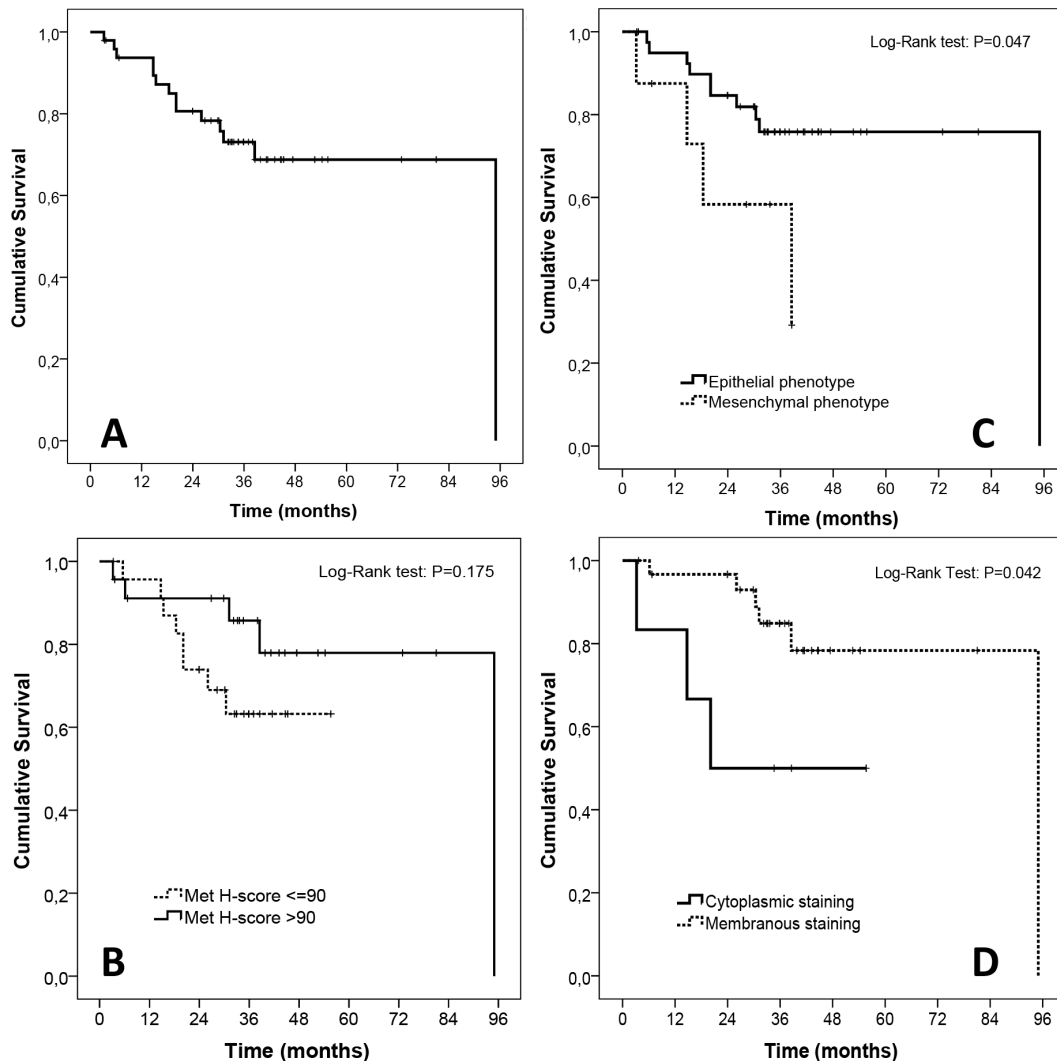 Cumulative Survival
1,0
0,8
0,6
0,4
0,2
0,0
A
0 12 24 36 48 60 72 84 96
Time (months)
Cumulative Survival
1,0
0,8
0,6
0,4
0,2
0,0
Log-Rank test: P=0.047
Epithelial phenotype
Mesenchymal phenotype
C
0 12 24 36 48 60 72 84 96
Time (months)
Cumulative Survival
1,0
0,8
0,6
0,4
0,2
0,0
Log-Rank test: P=0.175
Met H-score <=90
Met H-score >90
B
0 12 24 36 48 60 72 84 96
Time (months)
Cumulative Survival
1,0
0,8
0,6
0,4
0,2
0,0
Log-Rank Test: P=0.042
Cytoplasmic staining
Membranous staining
D
0 12 24 36 48 60 72 84 96
Time (months)